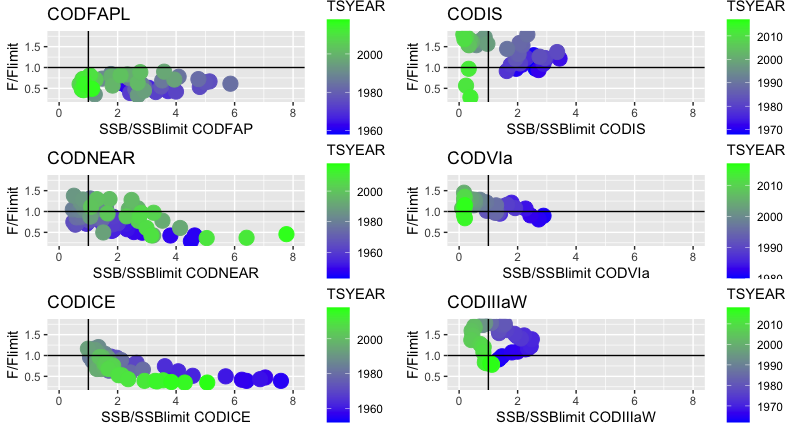 CODFAPL
TSYEAR
F/Flimit
1.5
1.0
0.5
0 2 4 6 8
SSB/SSBlimit CODFAP
2000
1980
1960
CODIS
TSYEAR
F/Flimit
1.5
1.0
0.5
0 2 4 6 8
SSB/SSBlimit CODIS
2010
2000
1990
1980
1970
CODNEAR
TSYEAR
F/Flimit
1.5
1.0
0.5
0 2 4 6 8
SSB/SSBlimit CODNEAR
2000
1980
1960
CODVIa
TSYEAR
F/Flimit
1.5
1.0
0.5
0 2 4 6 8
SSB/SSBlimit CODVIa
2010
2000
1990
1980
CODICE
TSYEAR
F/Flimit
1.5
1.0
0.5
0 2 4 6 8
SSB/SSBlimit CODICE
2000
1980
1960
CODIIIaW
TSYEAR
F/Flimit
1.5
1.0
0.5
0 2 4 6 8
SSB/SSBlimit CODIIIaW
2010
2000
1990
1980
1970